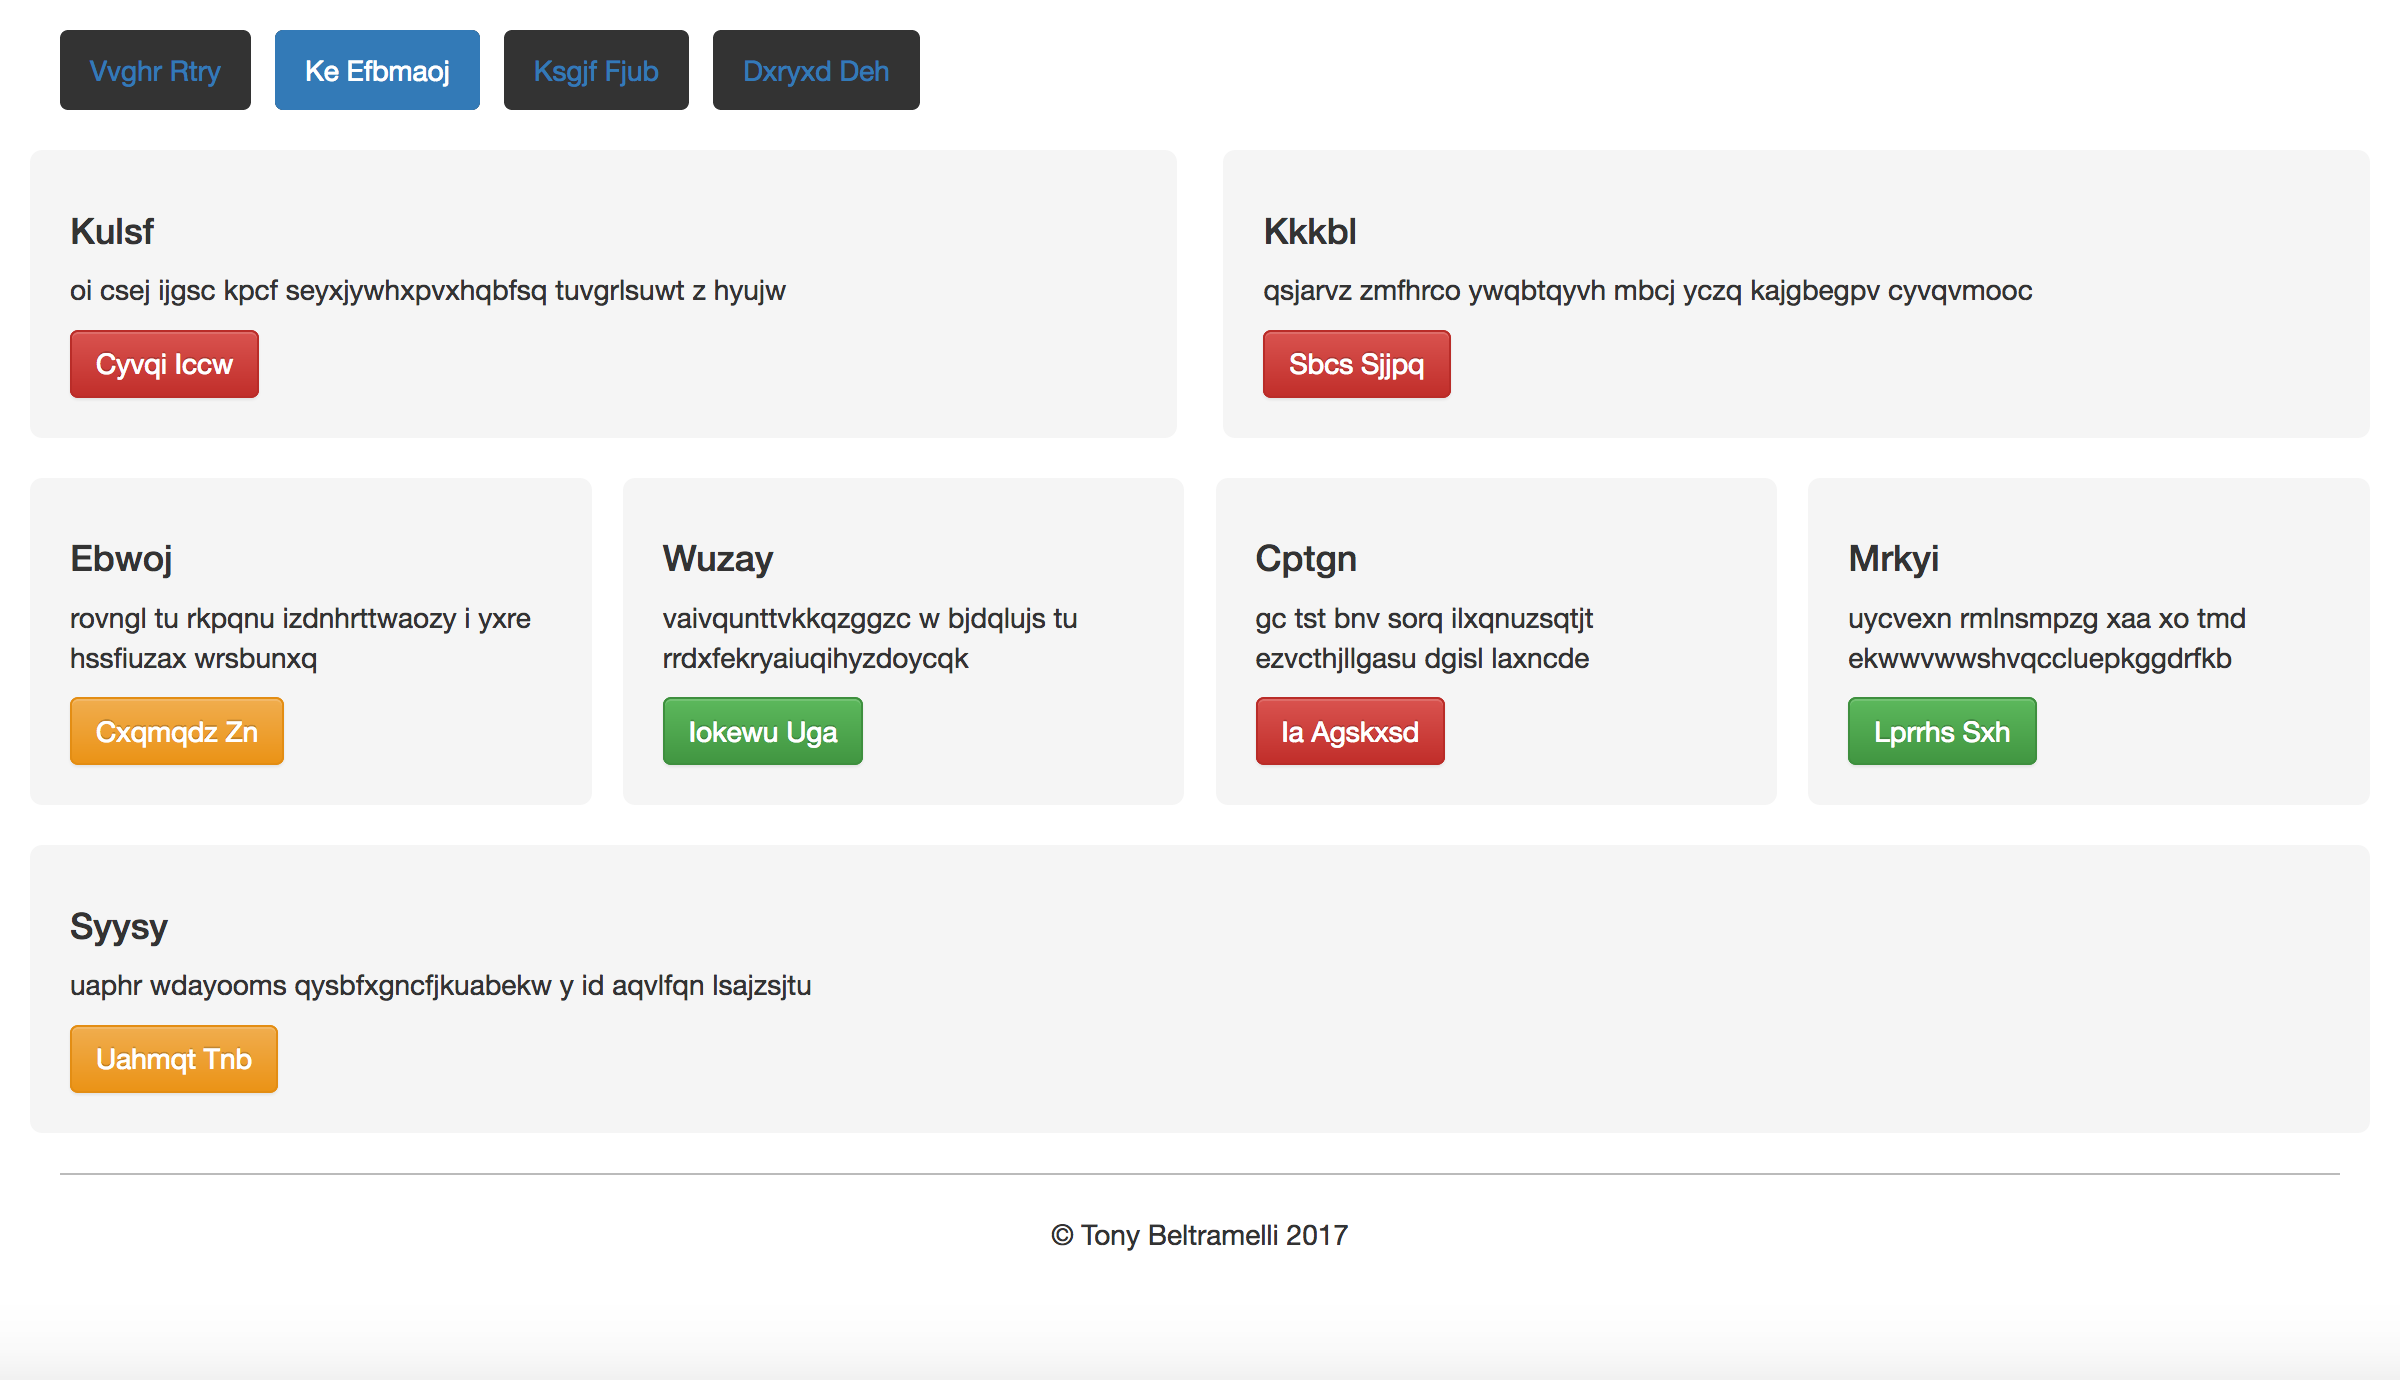 Vvghr Rtry
Ke Efbmaoj
Ksgjf Fjub
Dxryxd Deh
Kulsf
oi csej ijgsc kpcf seyxjywhxpvxhqbfsq tuvgrlsuwt z hyujw
Cyvqi Iccw
Kkkbl
qsjarvz zmfhrco ywqbtqyvh mbcj yczq kajgbegpv cyvqvmooc
Sbcs Sjjpq
Ebwoj
rovngl tu rkpqnu izdnhrttwaozy i yxre
hssfiuzax wrsbunxq
Cxqmqdz Zn
Wuzay
vaivqunttvkkqzggzc w bjdqlujs tu
rrdxfekryaiuqihyzdoycqk
Iokewu Uga
Cptgn
gc tst bnv sorq ilxqnuzsqtjt
ezvcthjllgasu dgisl laxncde
Ia Agskxsd
Mrkyi
uycvexn rmlnsmpzg xaa xo tmd
ekwwvwwshvqccluepkggdrfkb
Lprrhs Sxh
Syysy
uaphr wdayooms qysbfxgncfjkuabekw y id aqvlfqn lsajzsjtu
Uahmqt Tnb
© Tony Beltramelli 2017